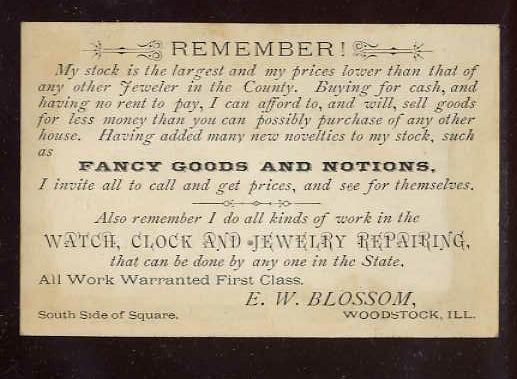 REMEMBER!
My stock is the largest and my prices lower than that of
any other Jeweler in the County. Buying for cash, and
having no rent to pay, I can afford to, and will, sell goods
for less money than you can possibly purchase of any other
house. Having added many new novelties to my stock, such
as
FANCY GOODS AND NOTIONS,
I invite all to call and get prices, and see for themselves.
Also remember I do all kinds of work in the
WATCH, CLOCK AND JEWELRY REPAIRING,
that can be done by any one in the State.
All Work Warranted First Class.
E. W. BLOSSOM,
South Side of Square. WOODSTOCK, ILL.